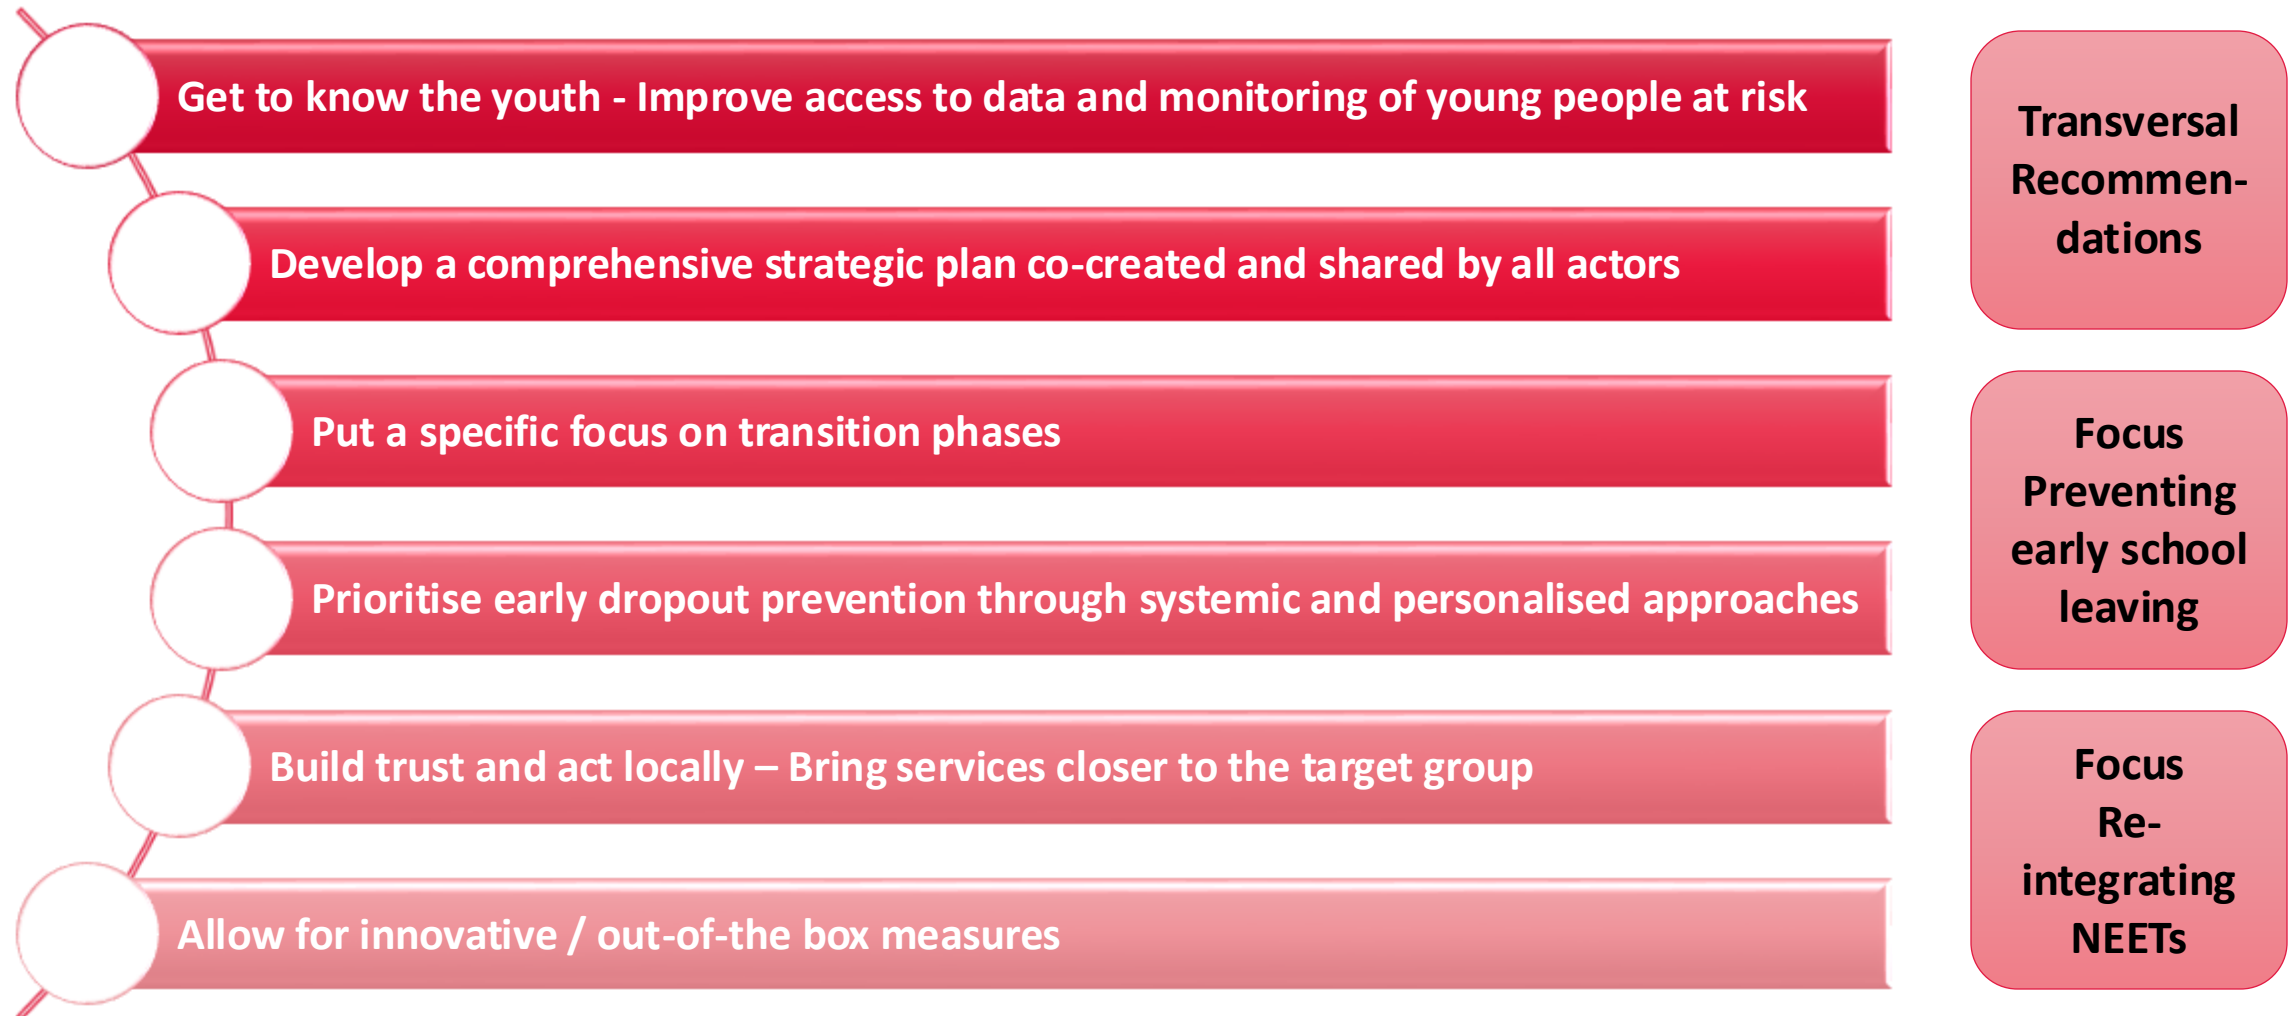 Get to know the youth - Improve access to data and monitoring of young people at risk
Develop a comprehensive strategic plan co-created and shared by all actors
Put a specific focus on transition phases
Prioritise early dropout prevention through systemic and personalised approaches
Build trust and act locally – Bring services closer to the target group
Allow for innovative / out-of-the box measures
Transversal
Recommen-
dations
Focus
Preventing
early school
leaving
Focus
Re-
integrating
NEETs